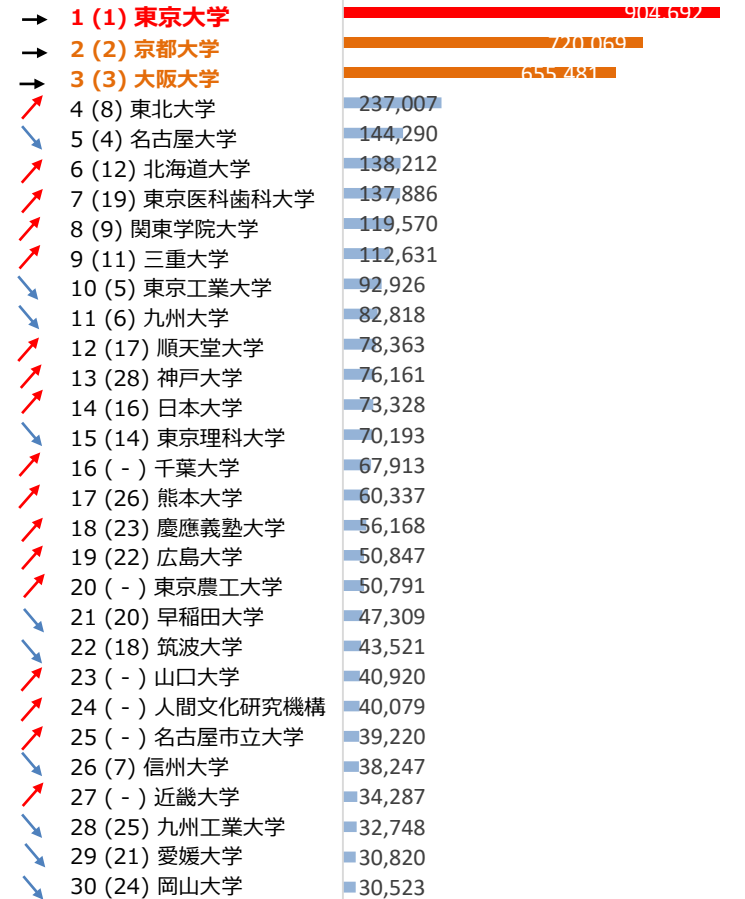 1 (1) 東京大学 904,692
2 (2) 京都大学 720,069
3 (3) 大阪大学 655,481
4 (8) 東北大学 237,007
5 (4) 名古屋大学 144,290
6 (12) 北海道大学 138,212
7 (19) 東京医科歯科大学 137,886
8 (9) 関東学院大学 119,570
9 (11) 三重大学 112,631
10 (5) 東京工業大学 92,926
11 (6) 九州大学 82,818
12 (17) 順天堂大学 78,363
13 (28) 神戸大学 76,161
14 (16) 日本大学 73,328
15 (14) 東京理科大学 70,193
16 ( - ) 千葉大学 67,913
17 (26) 熊本大学 60,337
18 (23) 慶應義塾大学 56,168
19 (22) 広島大学 50,847
20 ( - ) 東京農工大学 50,791
21 (20) 早稲田大学 47,309
22 (18) 筑波大学 43,521
23 ( - ) 山口大学 40,920
24 ( - ) 人間文化研究機構 40,079
25 ( - ) 名古屋市立大学 39,220
26 (7) 信州大学 38,247
27 ( - ) 近畿大学 34,287
28 (25) 九州工業大学 32,748
29 (21) 愛媛大学 30,820
30 (24) 岡山大学 30,523